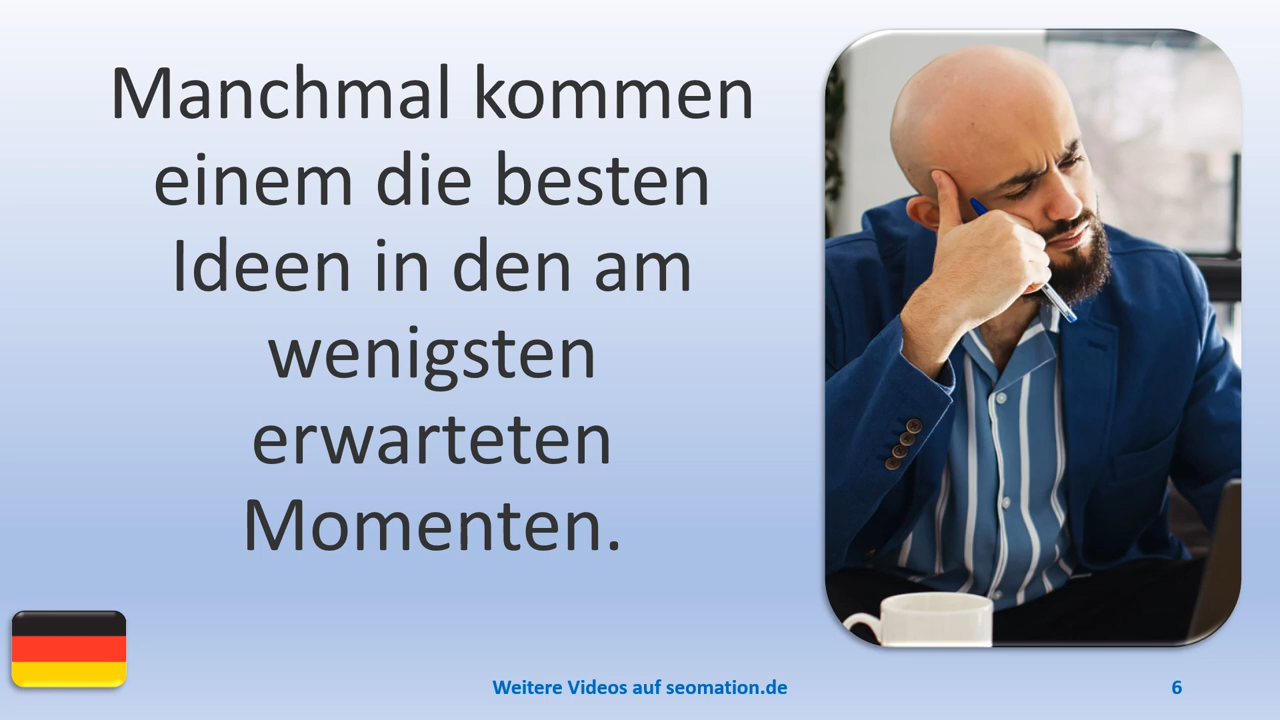 Manchmal kommen
einem die besten
Ideen in den am
wenigsten
erwarteten
Momenten.
Weitere Videos auf seomation.de
6